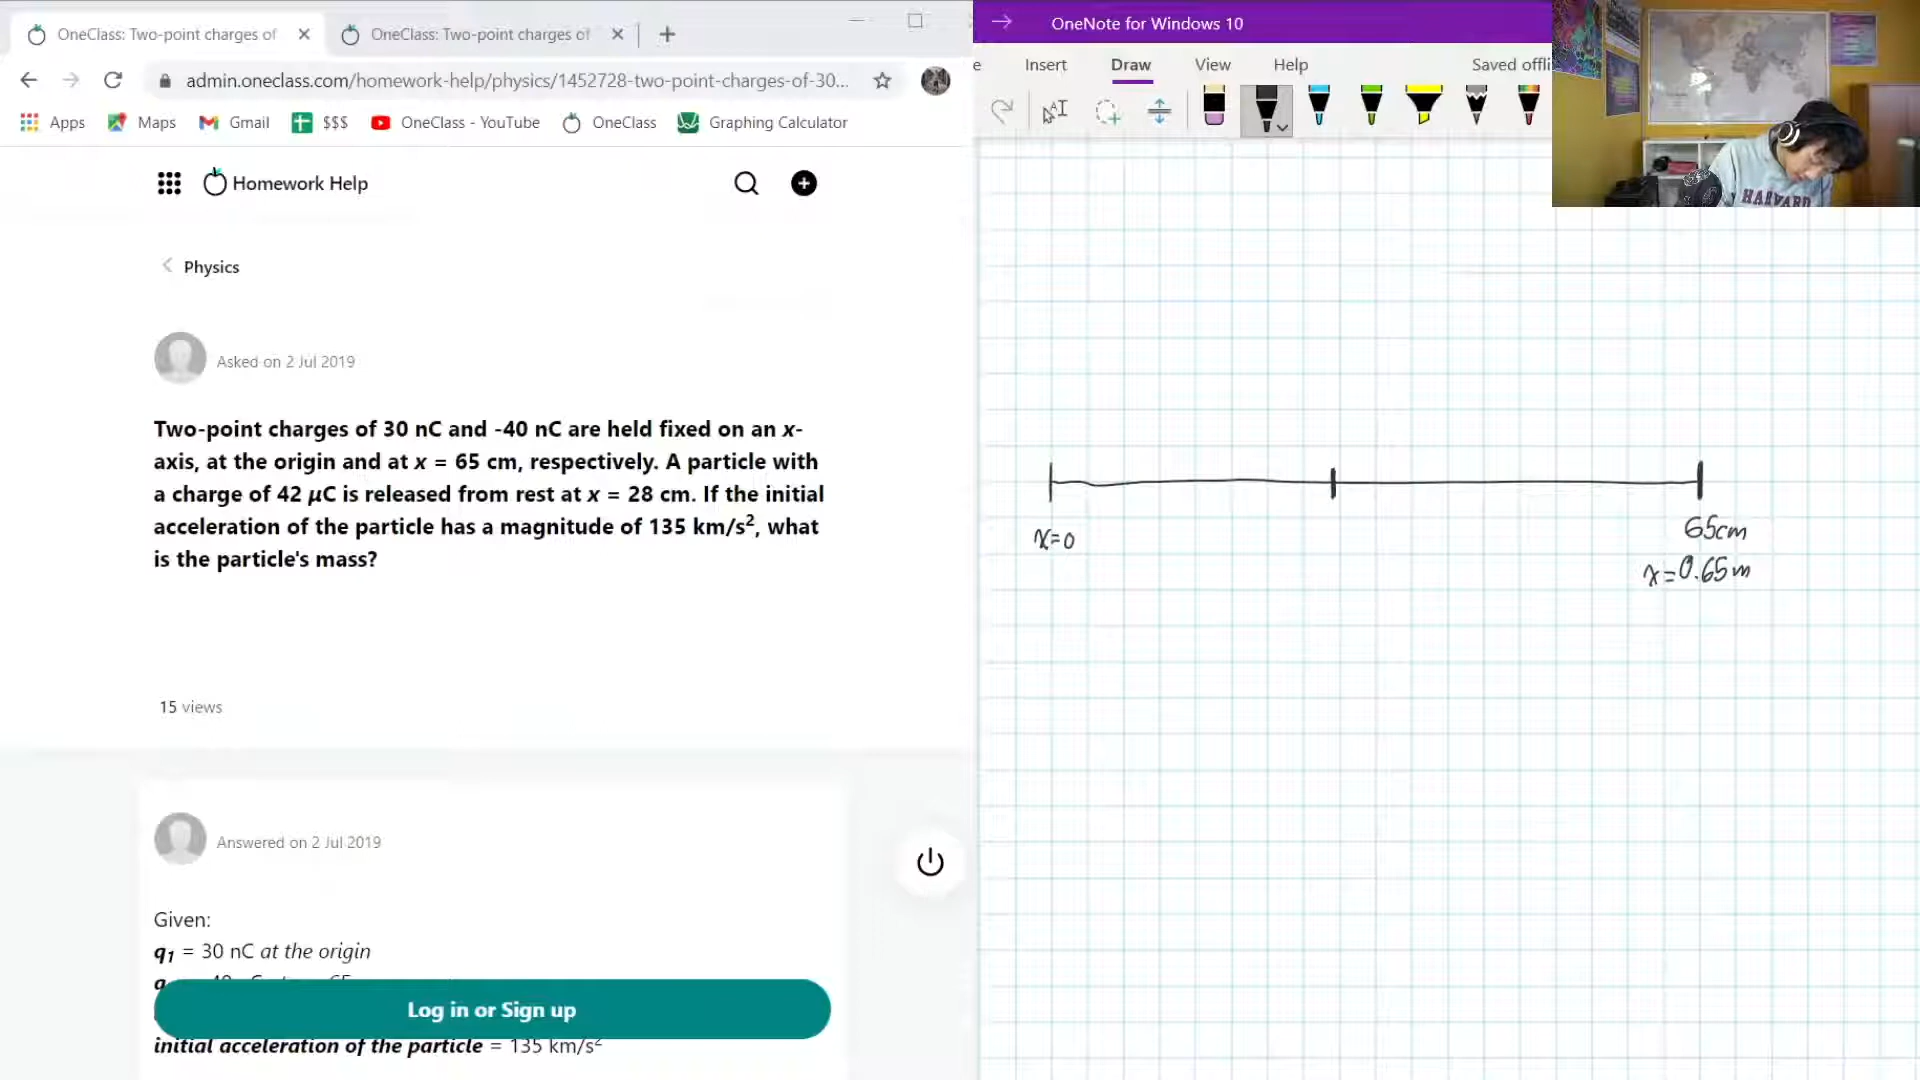 OneClass: Two-point charges of
OneClass: Two-point charges of
admin.oneclass.com/homework-help/physics/1452728-two-point-charges-of-30...
Apps
Maps
Gmail
$$$
OneClass - YouTube
OneClass
Graphing Calculator
Homework Help
Physics
Asked on 2 Jul 2019
Two-point charges of 30 nC and -40 nC are held fixed on an x-
axis, at the origin and at x = 65 cm, respectively. A particle with
a charge of 42 μC is released from rest at x = 28 cm. If the initial
acceleration of the particle has a magnitude of 135 km/s², what
is the particle's mass?
15 views
Answered on 2 Jul 2019
Given:
q₁ = 30 nC at the origin
Log in or Sign up
initial acceleration of the particle = 135 km/s²
OneNote for Windows 10
Insert
Draw
View
Help
Saved offli
HARVARD
x=0
65cm
x=0.65m